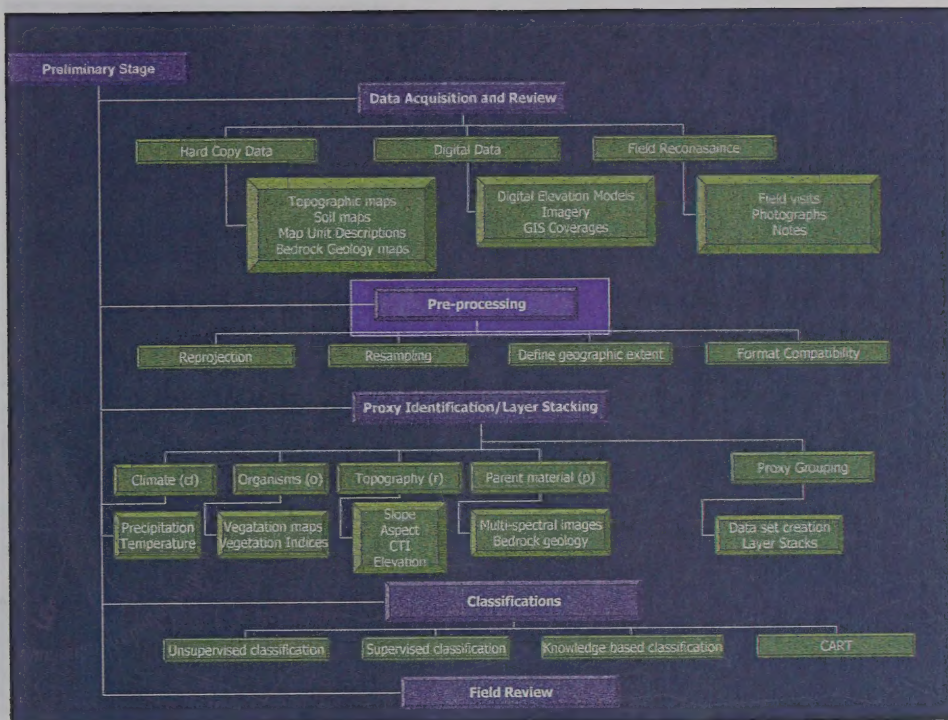 Preliminary Stage
Data Acquisition and Review
Hard Copy Data
Digital Data
Field Reconasaince
Topographic maps
Soil maps
Map Unit Descriptions
Bedrock Geology maps
Digital Elevation Models
Imagery
GIS Coverages
Field visits
Photographs
Notes
Pre-processing
Reprojection
Resampling
Define geographic extent
Format Compatibility
Proxy Identification/Layer Stacking
Climate (cl)
Organisms (o)
Topography (r)
Parent material (p)
Proxy Grouping
Precipitation
Temperature
Vegatation maps
Vegetation Indices
Slope
Aspect
CTI
Elevation
Multi-spectral images
Bedrock geology
Data set creation
Layer Stacks
Classifications
Unsupervised classification
Supervised classification
Knowledge based classification
CART
Field Review